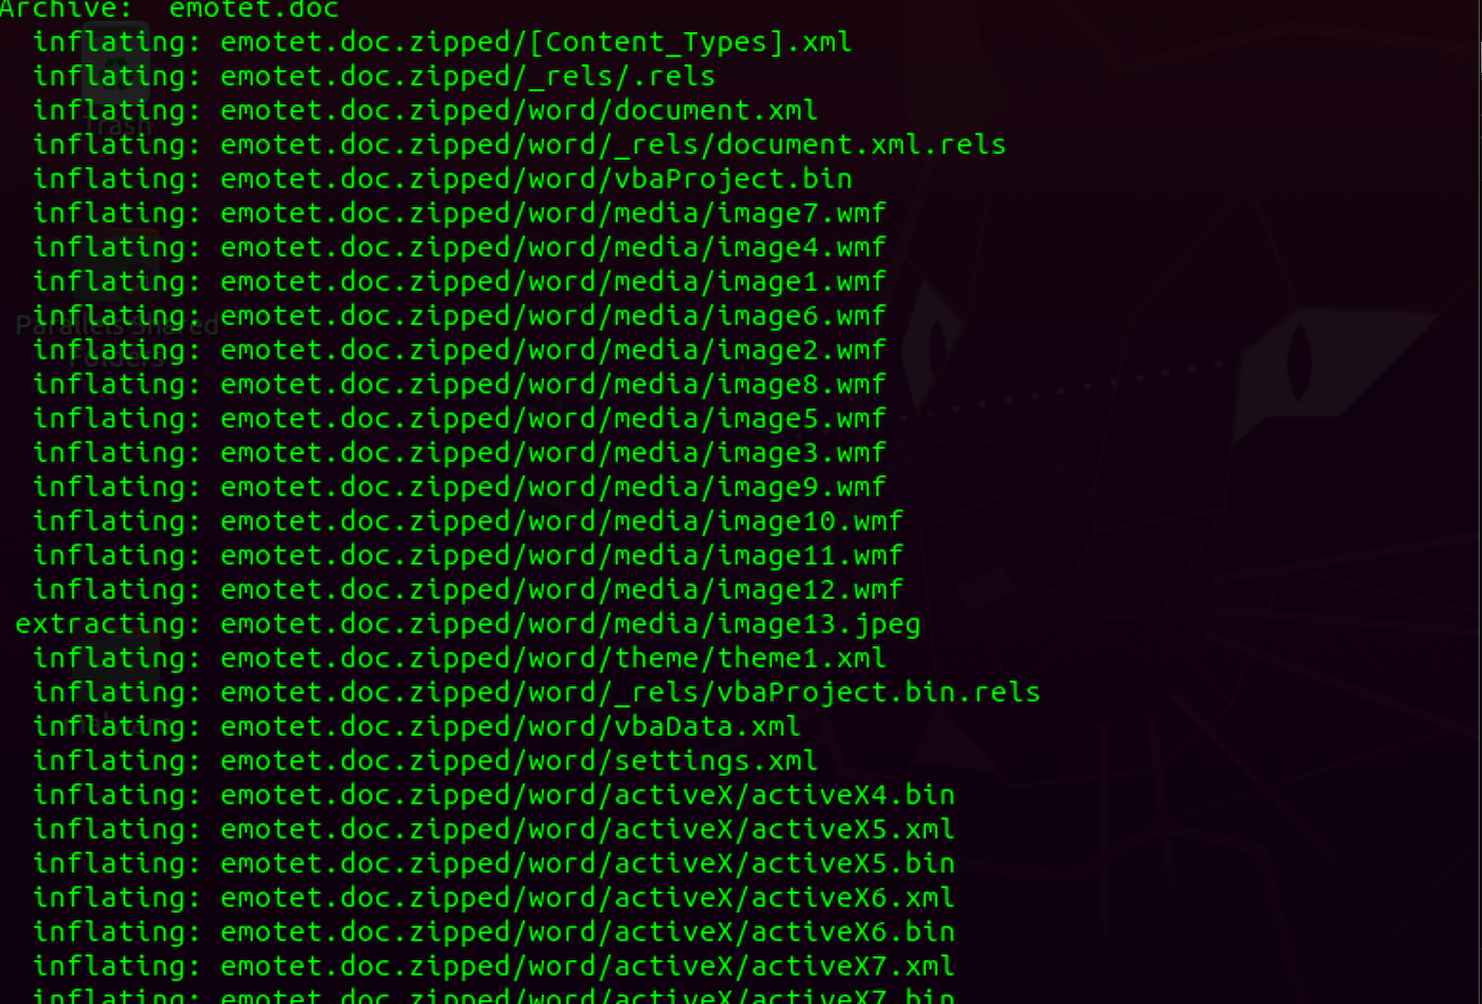 Archive:  emotet.doc
  inflating: emotet.doc.zipped/[Content_Types].xml
  inflating: emotet.doc.zipped/_rels/.rels
  inflating: emotet.doc.zipped/word/document.xml
  inflating: emotet.doc.zipped/word/_rels/document.xml.rels
  inflating: emotet.doc.zipped/word/vbaProject.bin
  inflating: emotet.doc.zipped/word/media/image7.wmf
  inflating: emotet.doc.zipped/word/media/image4.wmf
  inflating: emotet.doc.zipped/word/media/image1.wmf
  inflating: emotet.doc.zipped/word/media/image6.wmf
  inflating: emotet.doc.zipped/word/media/image2.wmf
  inflating: emotet.doc.zipped/word/media/image8.wmf
  inflating: emotet.doc.zipped/word/media/image5.wmf
  inflating: emotet.doc.zipped/word/media/image3.wmf
  inflating: emotet.doc.zipped/word/media/image9.wmf
  inflating: emotet.doc.zipped/word/media/image10.wmf
  inflating: emotet.doc.zipped/word/media/image11.wmf
  inflating: emotet.doc.zipped/word/media/image12.wmf
 extracting: emotet.doc.zipped/word/media/image13.jpeg
  inflating: emotet.doc.zipped/word/theme/theme1.xml
  inflating: emotet.doc.zipped/word/_rels/vbaProject.bin.rels
  inflating: emotet.doc.zipped/word/vbaData.xml
  inflating: emotet.doc.zipped/word/settings.xml
  inflating: emotet.doc.zipped/word/activeX/activeX4.bin
  inflating: emotet.doc.zipped/word/activeX/activeX5.xml
  inflating: emotet.doc.zipped/word/activeX/activeX5.bin
  inflating: emotet.doc.zipped/word/activeX/activeX6.xml
  inflating: emotet.doc.zipped/word/activeX/activeX6.bin
  inflating: emotet.doc.zipped/word/activeX/activeX7.xml
  inflating: emotet.doc.zipped/word/activeX/activeX7.bin
Trash
Parallels Shared
Folders